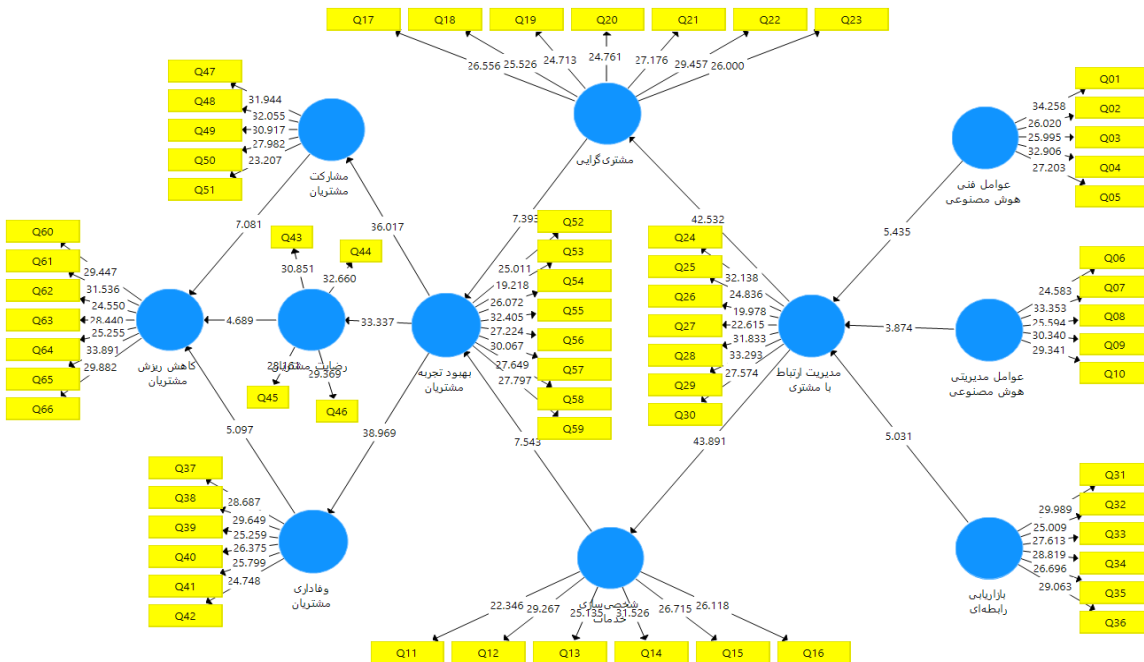 Q17 Q18 Q19 Q20 Q21 Q22 Q23
26.556 25.526 24.713 24.761 27.176 29.457 26.000
مشتری‌گرایی
Q47
Q48
Q49
Q50
Q51
31.944
32.055
30.917
27.982
23.207
مشارکت
مشتریان
Q01
Q02
Q03
Q04
Q05
34.258
26.020
25.995
32.906
27.203
عوامل فنی
هوش مصنوعی
7.081
36.017
7.393
42.532
5.435
Q60
Q61
Q62
Q63
Q64
Q65
Q66
29.447
31.536
24.550
28.440
25.255
33.891
29.882
کاهش ریزش
مشتریان
Q43
Q44
30.851
32.660
4.689
33.337
رضایت
29.369
Q45
Q46
Q52
Q53
Q54
Q55
Q56
Q57
Q58
Q59
25.011
19.218
26.072
32.405
27.224
30.067
27.649
27.797
بهبود تجربه
مشتریان
Q24
Q25
Q26
Q27
Q28
Q29
Q30
32.138
24.836
19.978
22.615
31.833
33.293
27.574
مدیریت ارتباط
با مشتری
3.874
Q06
Q07
Q08
Q09
Q10
24.583
33.353
25.594
30.340
29.341
عوامل مدیریتی
هوش مصنوعی
5.097
38.969
7.543
43.891
5.031
Q37
Q38
Q39
Q40
Q41
Q42
28.687
29.649
25.259
26.375
25.799
24.748
وفاداری
مشتریان
شخصی‌سازی
خدمات
22.346 29.267 25.135 31.526 26.715 26.118
Q11 Q12 Q13 Q14 Q15 Q16
Q31
Q32
Q33
Q34
Q35
Q36
29.989
25.009
27.613
28.819
26.696
29.063
بازاریابی
رابطه‌ای